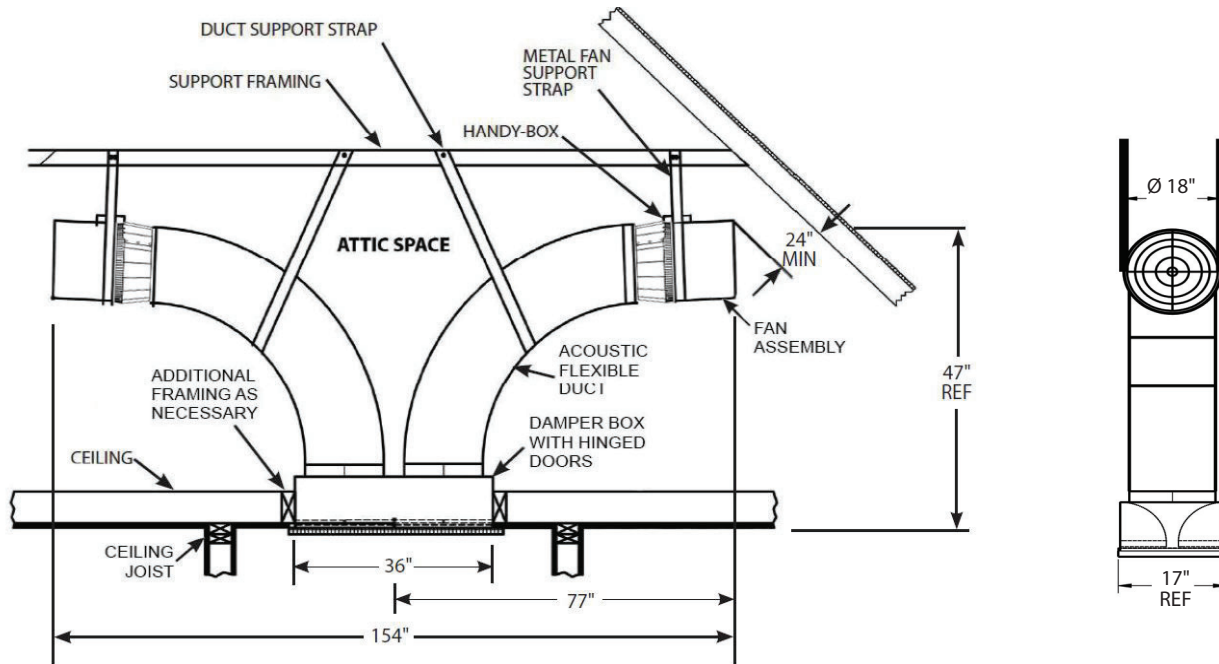 DUCT SUPPORT STRAP
SUPPORT FRAMING
METAL FAN
SUPPORT
STRAP
HANDY-BOX
ATTIC SPACE
24"
MIN
FAN
ASSEMBLY
47"
REF
ACOUSTIC
FLEXIBLE
DUCT
ADDITIONAL
FRAMING AS
NECESSARY
DAMPER BOX
WITH HINGED
DOORS
CEILING
CEILING
JOIST
36"
77"
154"
Ø 18"
17"
REF